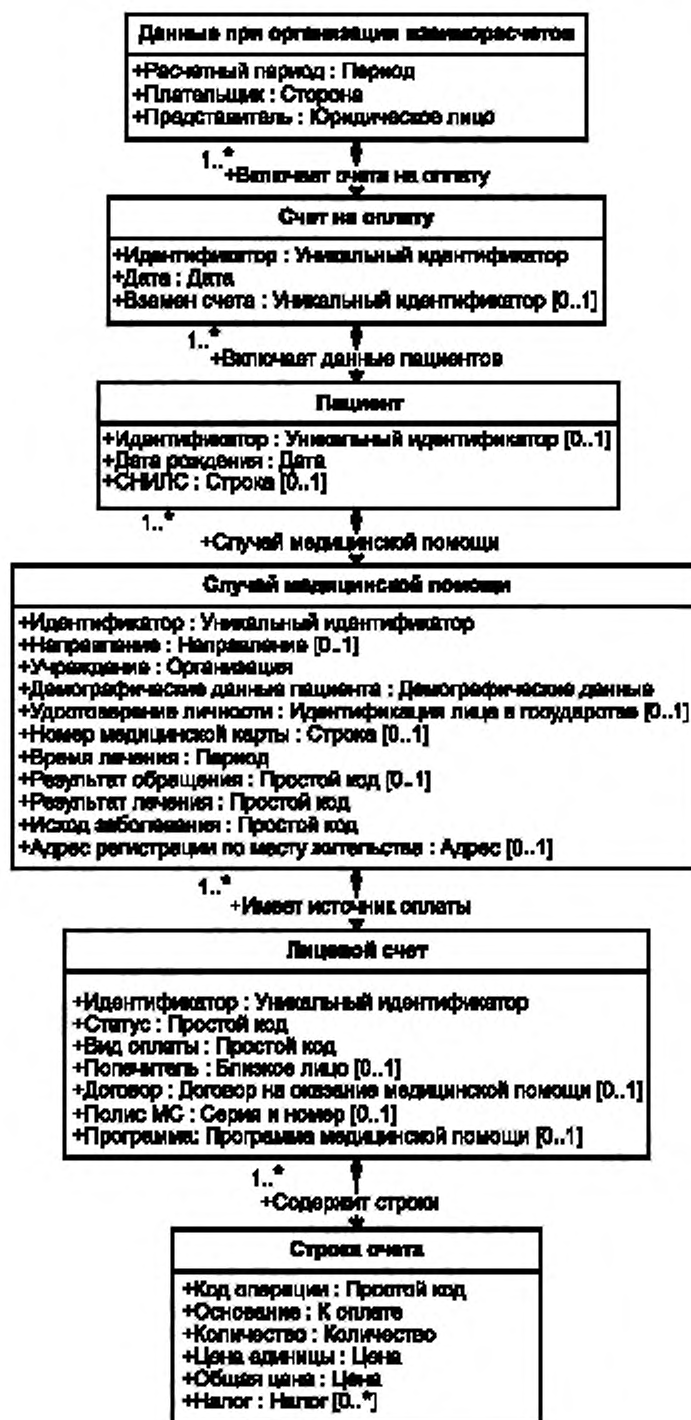 Данные при организация взаиморасчетов
+Расчетный период : Период
+Плательщик : Сторона
+Представитель : Юридическое лицо
1..*
+Включает счета на оплату
Счет на оплату
+Идентификатор : Уникальный идентификатор
+Дата : Дата
+Взамен счета : Уникальный идентификатор [0..1]
1..*
+Включает данные пациентов
Пациент
+Идентификатор : Уникальный идентификатор [0..1]
+Дата рождения : Дата
+СНИЛС : Строка [0..1]
1..*
+Случай медицинской помощи
Случай медицинской помощи
+Идентификатор : Уникальный идентификатор
+Направление : Направление [0..1]
+Учреждение : Организация
+Демографические данные пациента : Демографические данные
+Удостоверение личности : Идентификация лица в государстве [0..1]
+Номер медицинской карты : Строка [0..1]
+Время лечения : Период
+Результат обращения : Простой код [0..1]
+Результат лечения : Простой код
+Исход заболевания : Простой код
+Адрес регистрации по месту жительства : Адрес [0..1]
1..*
+Имеет источник оплаты
Лицевой счет
+Идентификатор : Уникальный идентификатор
+Статус : Простой код
+Вид оплаты : Простой код
+Попечитель : Близкое лицо [0..1]
+Договор : Договор на оказание медицинской помощи [0..1]
+Полис МС : Серия и номер [0..1]
+Программа: Программа медицинской помощи [0..1]
1..*
+Содержит строки
Строка счета
+Код операции : Простой код
+Основание : К оплате
+Количество : Количество
+Цена единицы : Цена
+Общая цена : Цена
+Налог : Налог [0..*]